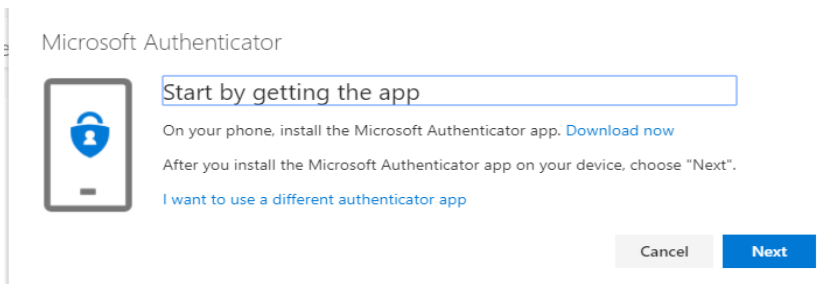 Microsoft Authenticator
Start by getting the app
On your phone, install the Microsoft Authenticator app. Download now
After you install the Microsoft Authenticator app on your device, choose "Next".
I want to use a different authenticator app
Cancel Next